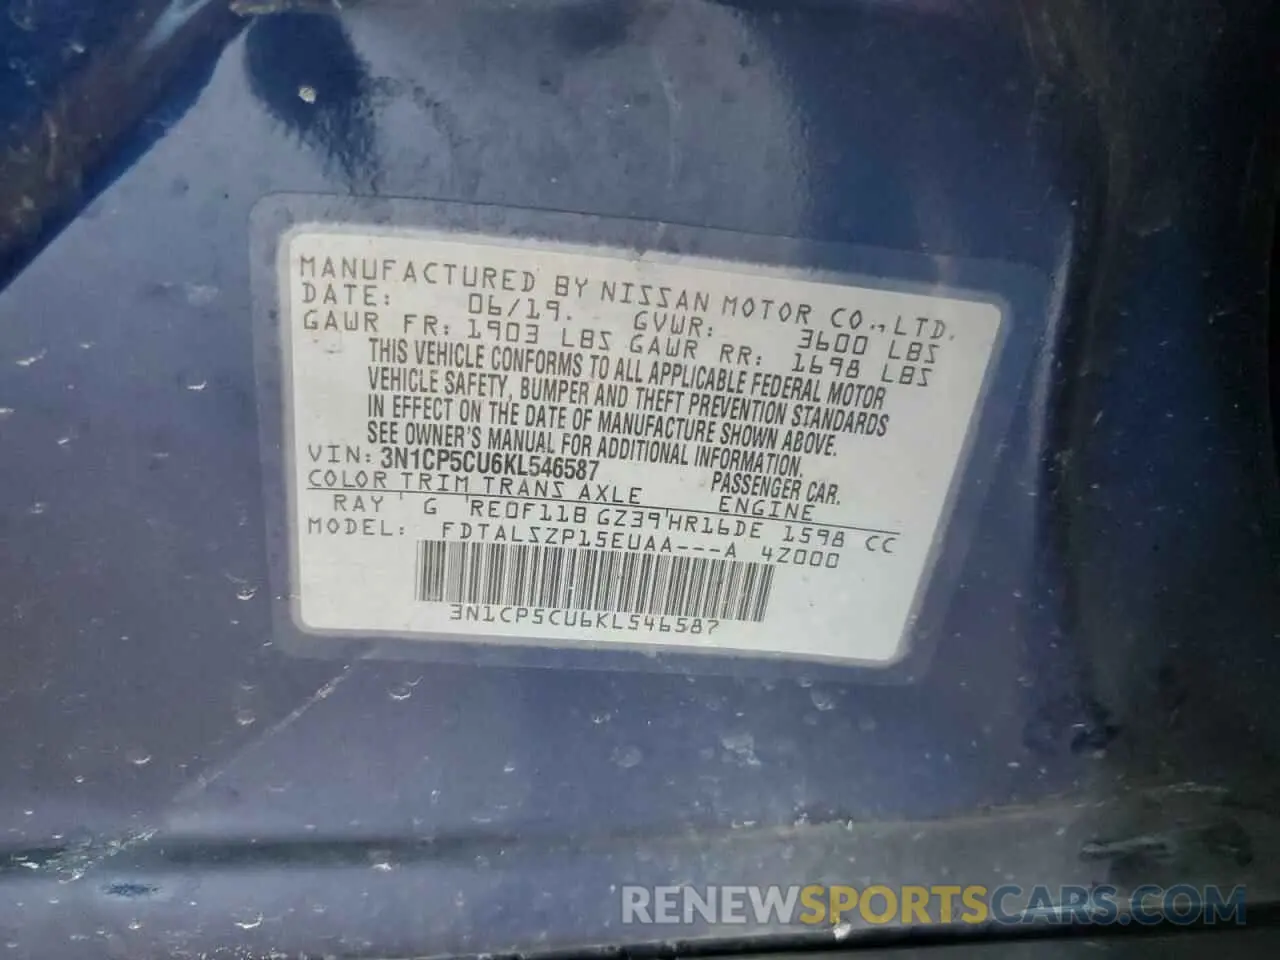 MANUFACTURED BY NISSAN MOTOR CO., LTD.
DATE: 06/19. GVWR: 3600 LBS
GAWR FR: 1903 LBS GAWR RR: 1698 LBS
THIS VEHICLE CONFORMS TO ALL APPLICABLE FEDERAL MOTOR
VEHICLE SAFETY, BUMPER AND THEFT PREVENTION STANDARDS
IN EFFECT ON THE DATE OF MANUFACTURE SHOWN ABOVE.
SEE OWNER'S MANUAL FOR ADDITIONAL INFORMATION.
VIN: 3N1CP5CU6KL546587 PASSENGER CAR.
COLOR TRIM TRANS AXLE ENGINE
RAY ' G 'RE0F11B GZ39'HR16DE 1598 CC
MODEL: FDTALSZP15EUAA---A 4Z000
3N1CP5CU6KL546587
RENEWSPORTSCARS.COM